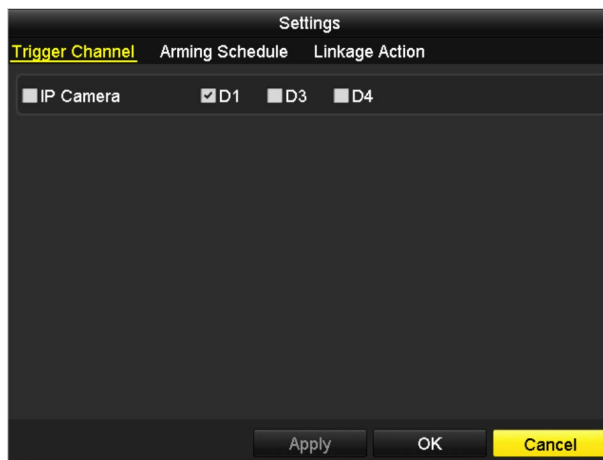 Settings
Trigger Channel Arming Schedule Linkage Action
IP Camera D1 D3 D4
Apply OK Cancel